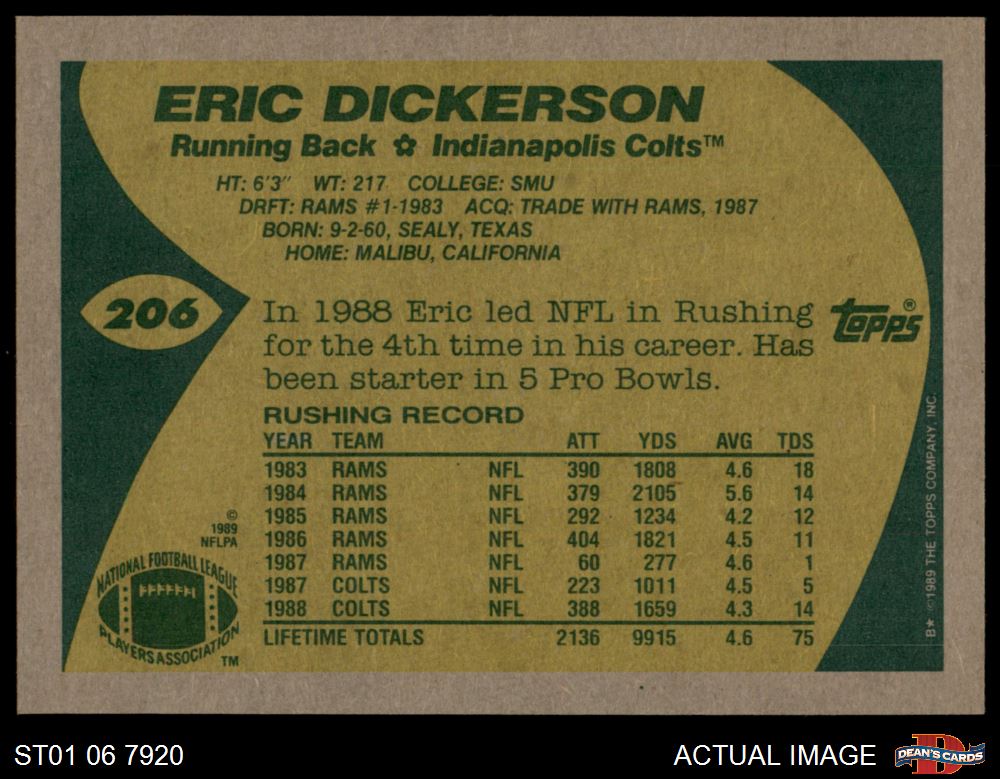 ERIC DICKERSON
Running Back ✿ Indianapolis Colts™
HT: 6'3" WT: 217 COLLEGE: SMU
DRFT: RAMS #1-1983 ACQ: TRADE WITH RAMS, 1987
BORN: 9-2-60, SEALY, TEXAS
HOME: MALIBU, CALIFORNIA
206
In 1988 Eric led NFL in Rushing
for the 4th time in his career. Has
been starter in 5 Pro Bowls.
TOPPS®
RUSHING RECORD
YEAR TEAM ATT YDS AVG TDS
1983 RAMS NFL 390 1808 4.6 18
1984 RAMS NFL 379 2105 5.6 14
1985 RAMS NFL 292 1234 4.2 12
1986 RAMS NFL 404 1821 4.5 11
1987 RAMS NFL 60 277 4.6 1
1987 COLTS NFL 223 1011 4.5 5
1988 COLTS NFL 388 1659 4.3 14
LIFETIME TOTALS 2136 9915 4.6 75
©
1989
NFLPA
NATIONAL FOOTBALL LEAGUE
PLAYERS ASSOCIATION
TM
B★ ©1989 THE TOPPS COMPANY, INC.
ST01 06 7920
ACTUAL IMAGE
DEAN'S CARDS